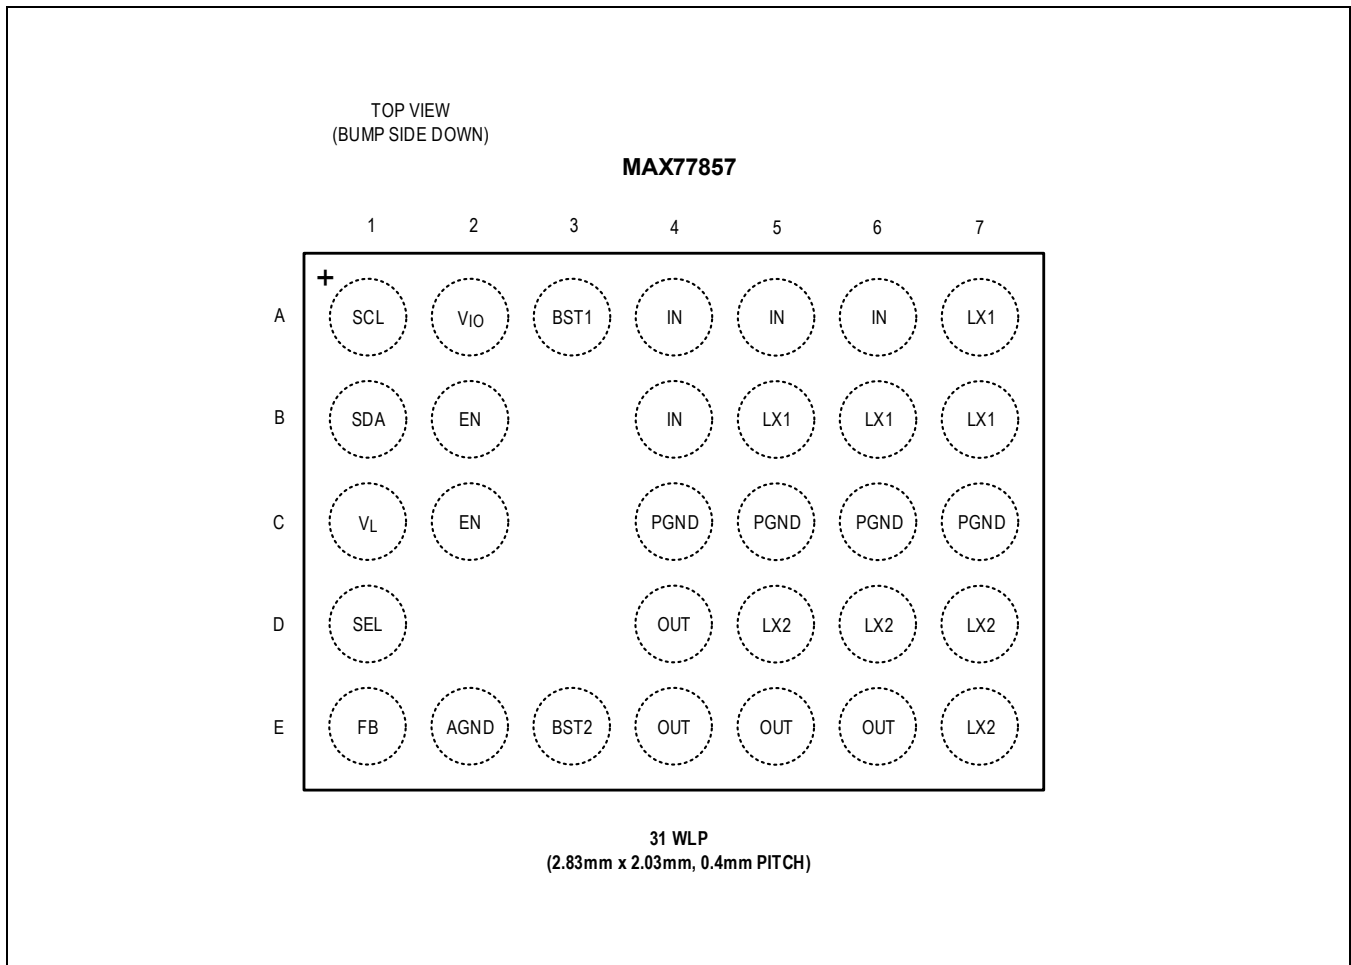 TOP VIEW
(BUMP SIDE DOWN)
MAX77857
1 2 3 4 5 6 7
+
A SCL VIO BST1 IN IN IN LX1
B SDA EN IN LX1 LX1 LX1
C VL EN PGND PGND PGND PGND
D SEL OUT LX2 LX2 LX2
E FB AGND BST2 OUT OUT OUT LX2
31 WLP
(2.83mm x 2.03mm, 0.4mm PITCH)